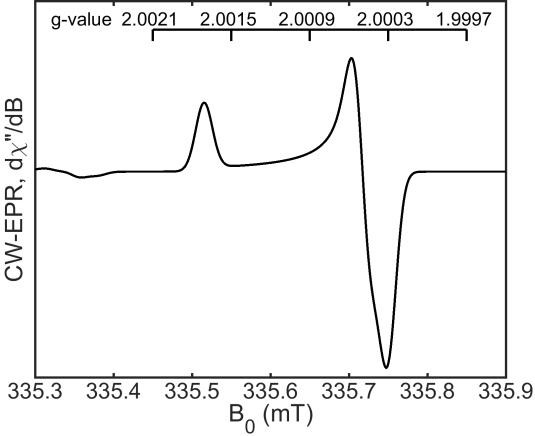 g-value 2.0021 2.0015 2.0009 2.0003 1.9997
CW-EPR, dχ"/dB
335.3 335.4 335.5 335.6 335.7 335.8 335.9
B0 (mT)